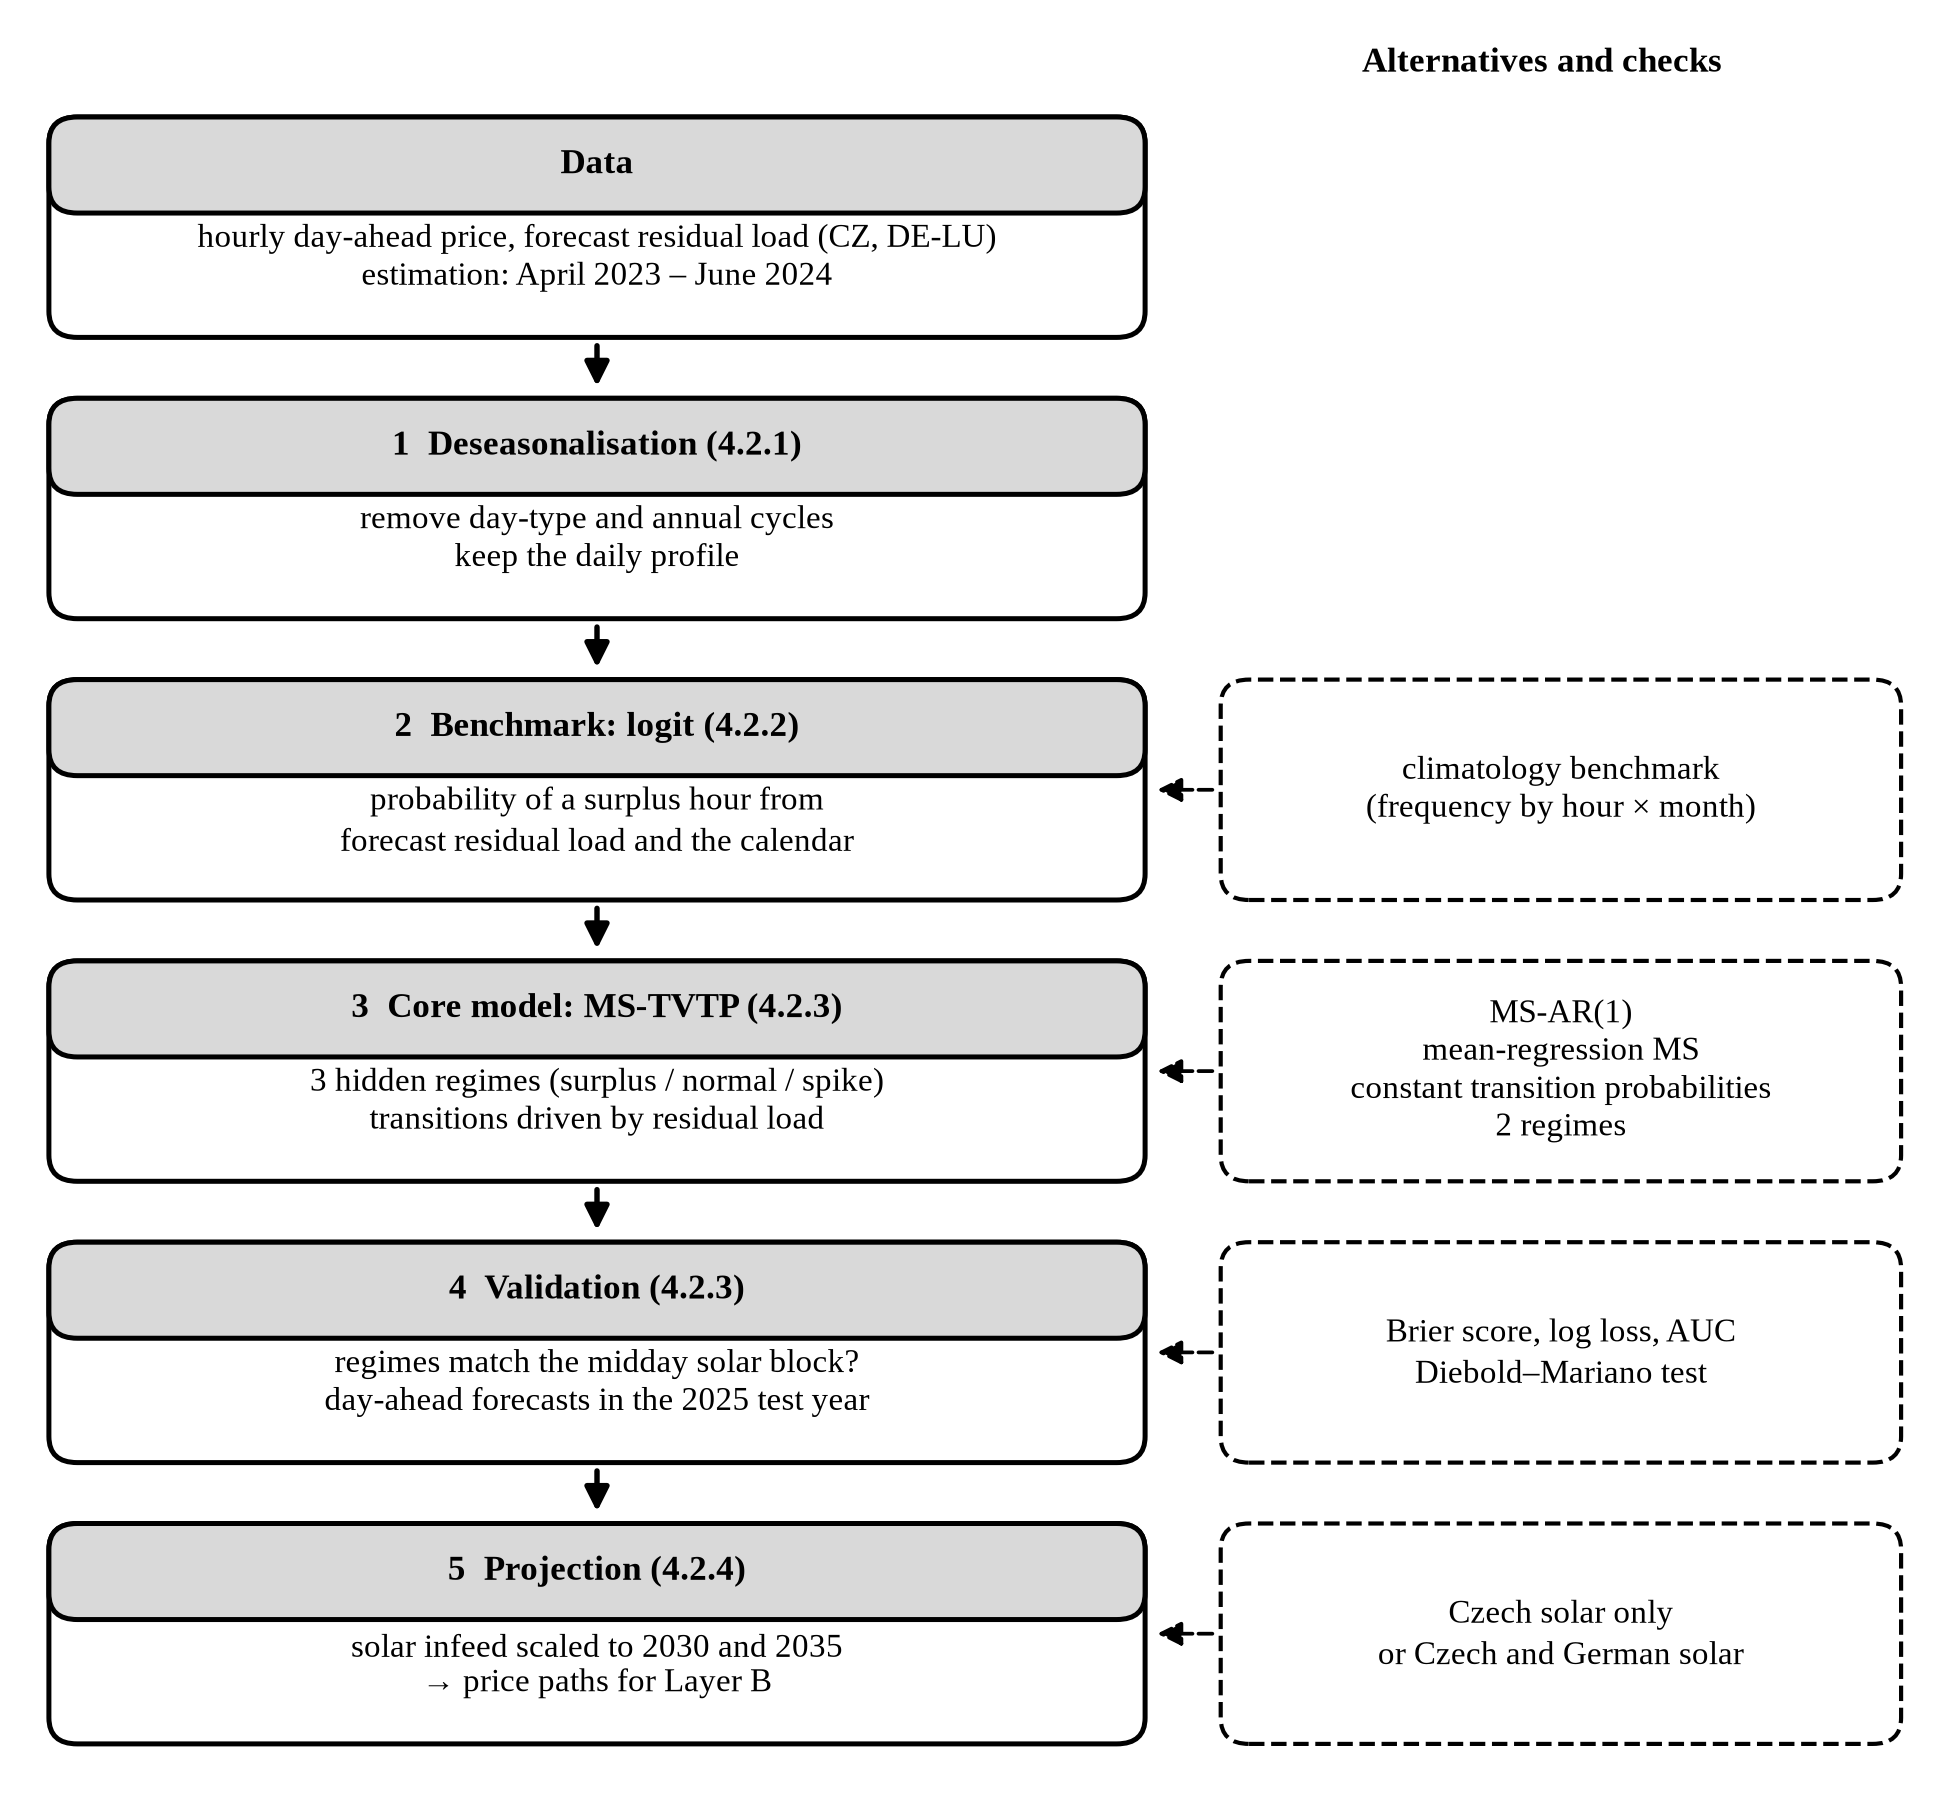 Alternatives and checks
Data
hourly day-ahead price, forecast residual load (CZ, DE-LU)
estimation: April 2023 – June 2024
1 Deseasonalisation (4.2.1)
remove day-type and annual cycles
keep the daily profile
2 Benchmark: logit (4.2.2)
probability of a surplus hour from
forecast residual load and the calendar
climatology benchmark
(frequency by hour × month)
3 Core model: MS-TVTP (4.2.3)
3 hidden regimes (surplus / normal / spike)
transitions driven by residual load
MS-AR(1)
mean-regression MS
constant transition probabilities
2 regimes
4 Validation (4.2.3)
regimes match the midday solar block?
day-ahead forecasts in the 2025 test year
Brier score, log loss, AUC
Diebold–Mariano test
5 Projection (4.2.4)
solar infeed scaled to 2030 and 2035
→ price paths for Layer B
Czech solar only
or Czech and German solar